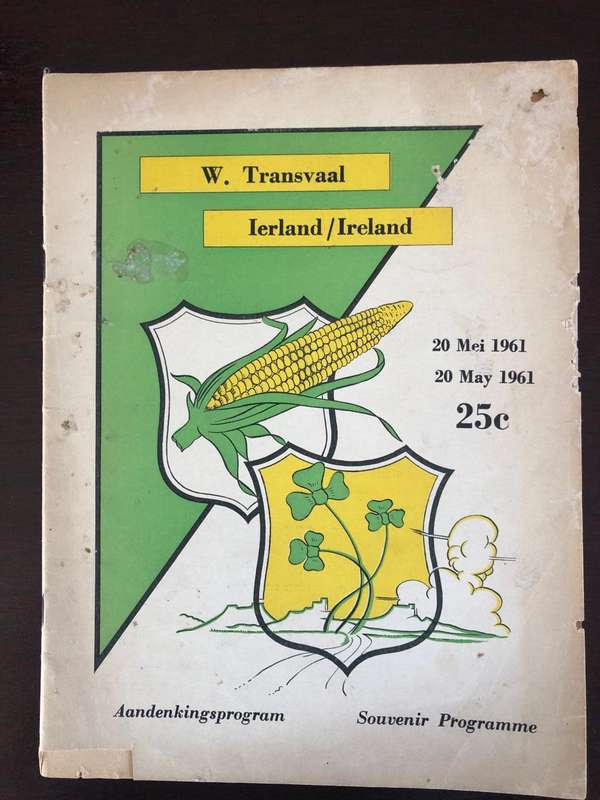 W. Transvaal
Ierland/Ireland
20 Mei 1961
20 May 1961
25c
Aandenkingsprogram
Souvenir Programme